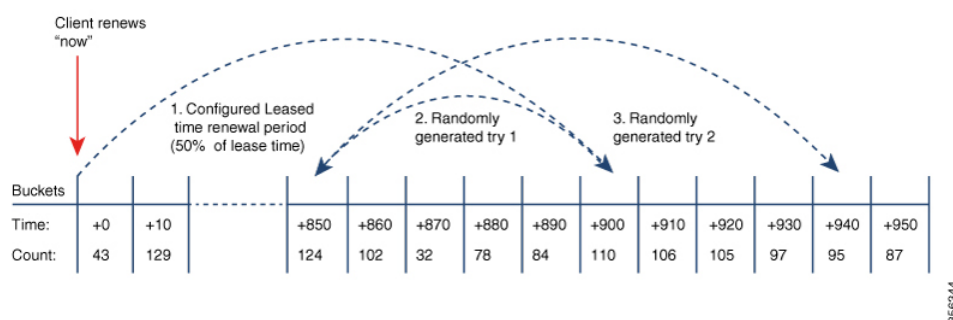 Client renews
“now”
1. Configured Leased
time renewal period
(50% of lease time)
2. Randomly
generated try 1
3. Randomly
generated try 2
Buckets
Time: +0 +10 +850 +860 +870 +880 +890 +900 +910 +920 +930 +940 +950
Count: 43 129 124 102 32 78 84 110 106 105 97 95 87